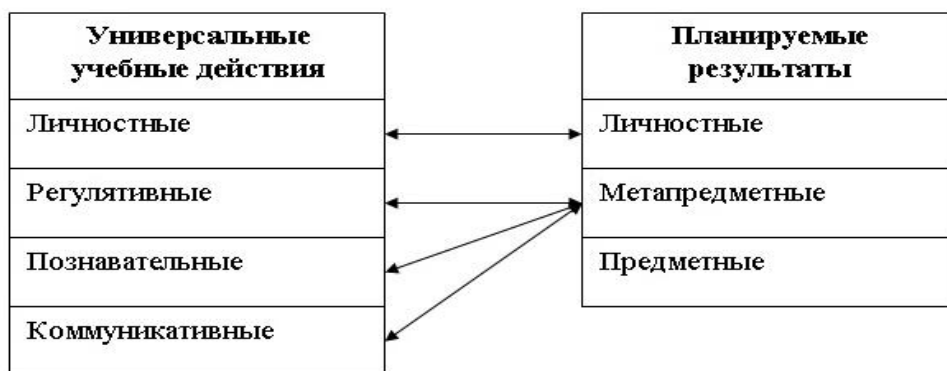 Универсальные
учебные действия
Личностные
Регулятивные
Познавательные
Коммуникативные
Планируемые
результаты
Личностные
Метапредметные
Предметные